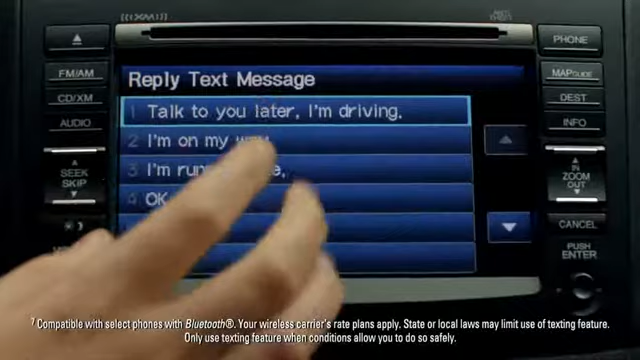 XM
PHONE
FM/AM
MAP GUIDE
CD/XM
DEST
AUDIO
INFO
SEEK
SKIP
IN
ZOOM
OUT
CANCEL
PUSH
ENTER
Reply Text Message
1 Talk to you later, I'm driving.
2 I'm on my way.
3 I'm
4 OK
7 Compatible with select phones with Bluetooth®. Your wireless carrier's rate plans apply. State or local laws may limit use of texting feature.
Only use texting feature when conditions allow you to do so safely.